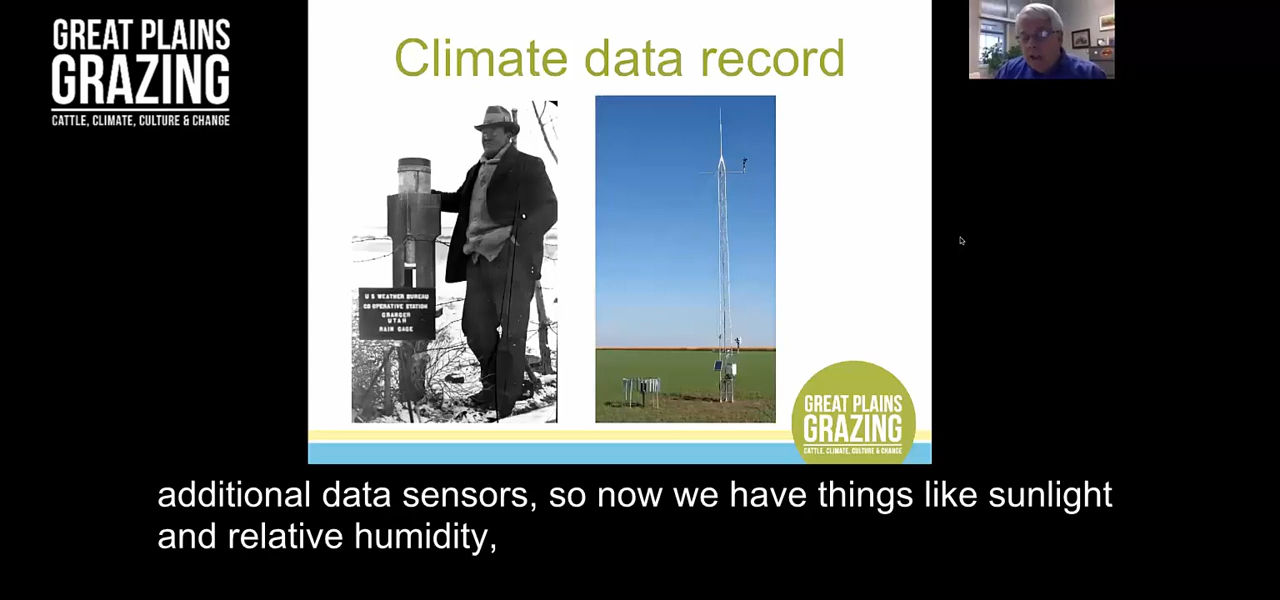 GREAT PLAINS
GRAZING
CATTLE, CLIMATE, CULTURE & CHANGE
Climate data record
U S WEATHER BUREAU
CO OPERATIVE STATION
GRANGER
UTAH
RAIN GAGE
GREAT PLAINS
GRAZING
CATTLE, CLIMATE, CULTURE & CHANGE
additional data sensors, so now we have things like sunlight
and relative humidity,